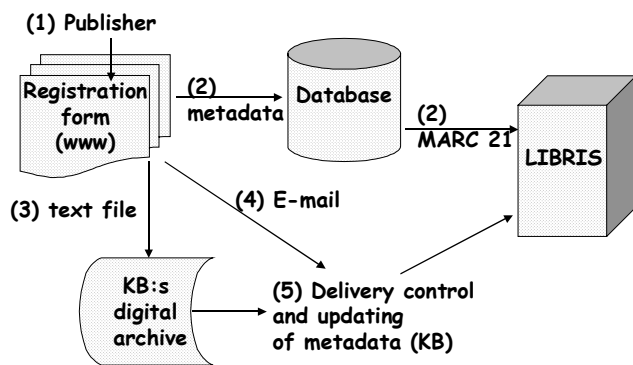 (1) Publisher
Registration
form
(www)
(2)
metadata
Database
(2)
MARC 21
LIBRIS
(3) text file
(4) E-mail
KB:s
digital
archive
(5) Delivery control
and updating
of metadata (KB)